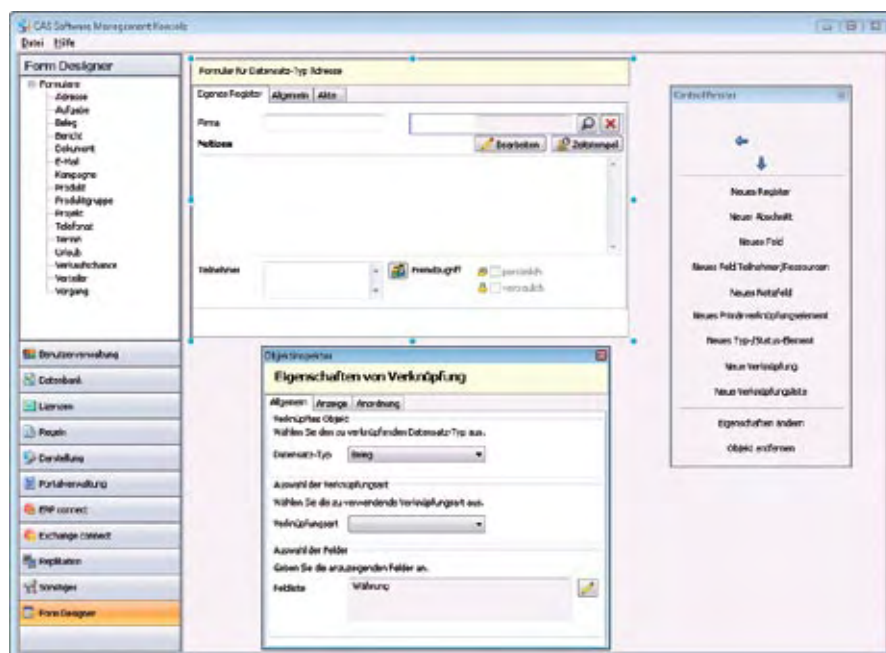 CAS Software Management Konsole
Datei Hilfe
Form Designer
Formulare
Adresse
Aufgabe
Beleg
Bericht
Dokument
E-Mail
Kampagne
Produkt
Produktgruppe
Projekt
Telefonat
Termin
Urlaub
Verkaufschance
Verteiler
Vorgang
Benutzerverwaltung
Datenbank
Lizenzen
Regeln
Darstellung
Portalverwaltung
ERP connect
Exchange connect
Replikation
Sonstiges
Form Designer
Formular für Datensatz-Typ Adresse
Eigenes Register Allgemein Akte
Firma
Notizen Bearbeiten Zeitstempel
Teilnehmer Fremdzugriff persönlich
vertraulich
Objektinspektor
Eigenschaften von Verknüpfung
Allgemein Anzeige Anordnung
Verknüpftes Objekt
Wählen Sie den zu verknüpfenden Datensatz-Typ aus.
Datensatz-Typ Beleg
Auswahl der Verknüpfungsart
Wählen Sie die zu verwendende Verknüpfungsart aus.
Verknüpfungsart
Auswahl der Felder
Geben Sie die anzuzeigenden Felder an.
Feldliste Währung
ControlFenster
Neues Register
Neuer Abschnitt
Neues Feld
Neues Feld Teilnehmer/Ressourcen
Neues Notizfeld
Neues Primärverknüpfungselement
Neues Typ-/Status-Element
Neue Verknüpfung
Neue Verknüpfungsliste
Eigenschaften ändern
Objekt entfernen